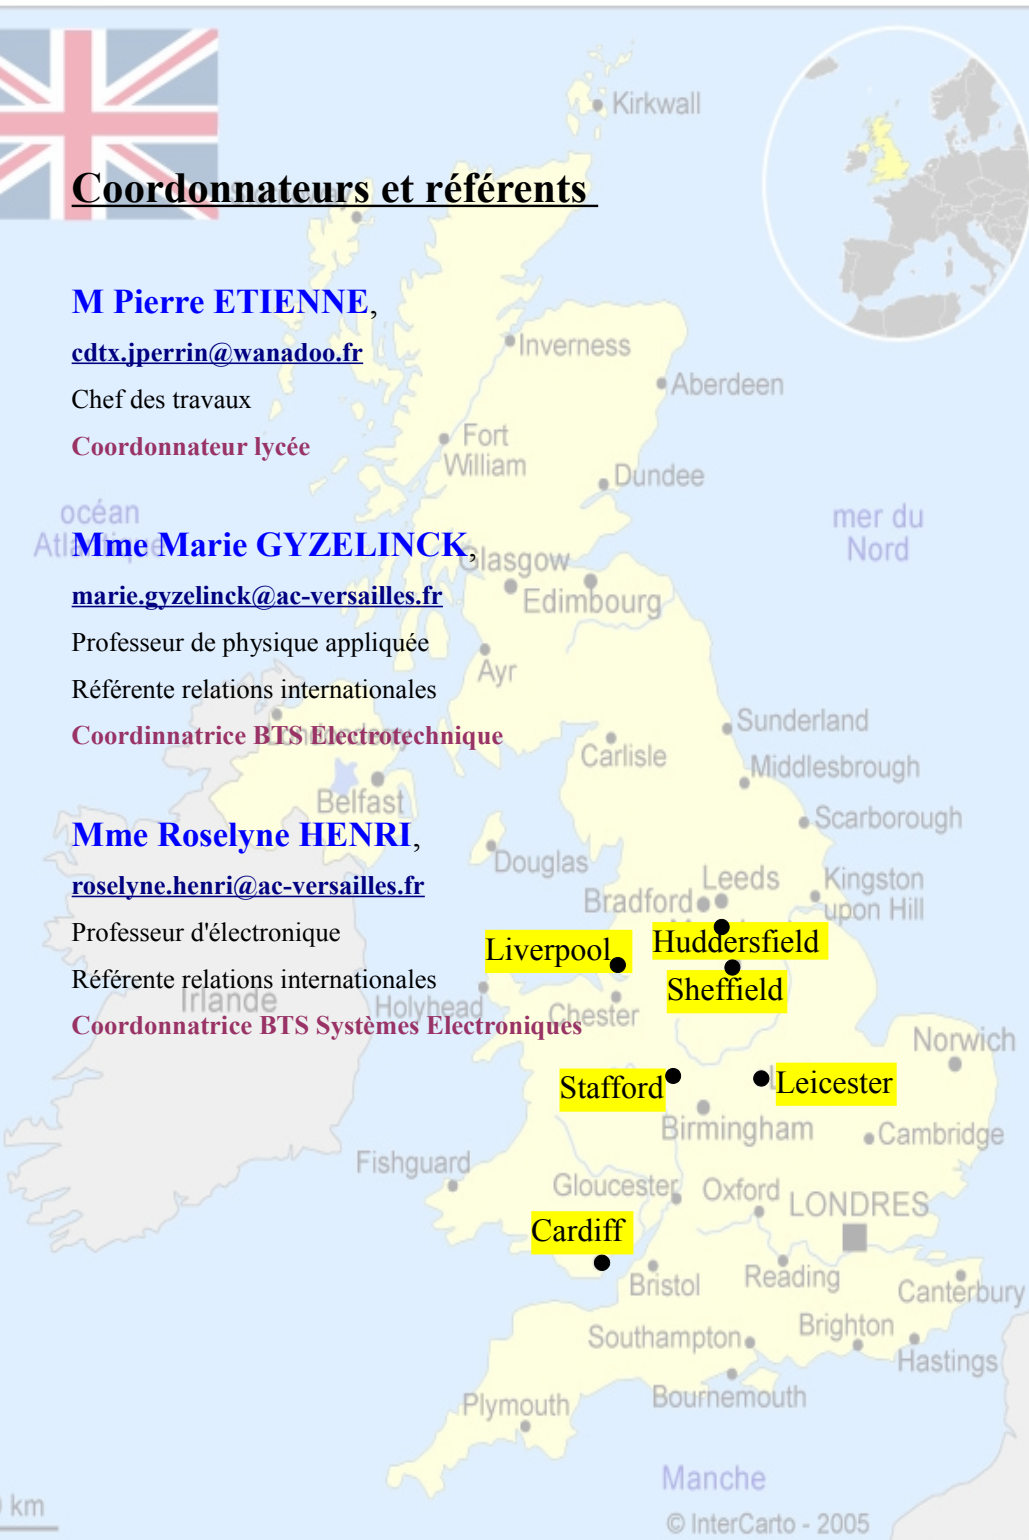 Kirkwall
Coordonnateurs et référents
M Pierre ETIENNE,
cdtx.jperrin@wanadoo.fr
Chef des travaux
Coordonnateur lycée
Inverness
Aberdeen
Fort
William
Dundee
océan
Atlantique
mer du
Nord
Mme Marie GYZELINCK,
marie.gyzelinck@ac-versailles.fr
Professeur de physique appliquée
Référente relations internationales
Coordinnatrice BTS Electrotechnique
Glasgow
Edimbourg
Ayr
Londonderry
Belfast
Sunderland
Carlisle
Middlesbrough
Scarborough
Mme Roselyne HENRI,
roselyne.henri@ac-versailles.fr
Professeur d'électronique
Référente relations internationales
Coordonnatrice BTS Systèmes Electroniques
Douglas
Leeds
Bradford
Kingston
upon Hill
Liverpool
Huddersfield
Sheffield
Irlande
Holyhead
Chester
Norwich
Stafford
Leicester
Birmingham
Cambridge
Fishguard
Gloucester
Oxford
LONDRES
Cardiff
Bristol
Reading
Canterbury
Southampton
Brighton
Hastings
Plymouth
Bournemouth
Manche
km
© InterCarto - 2005